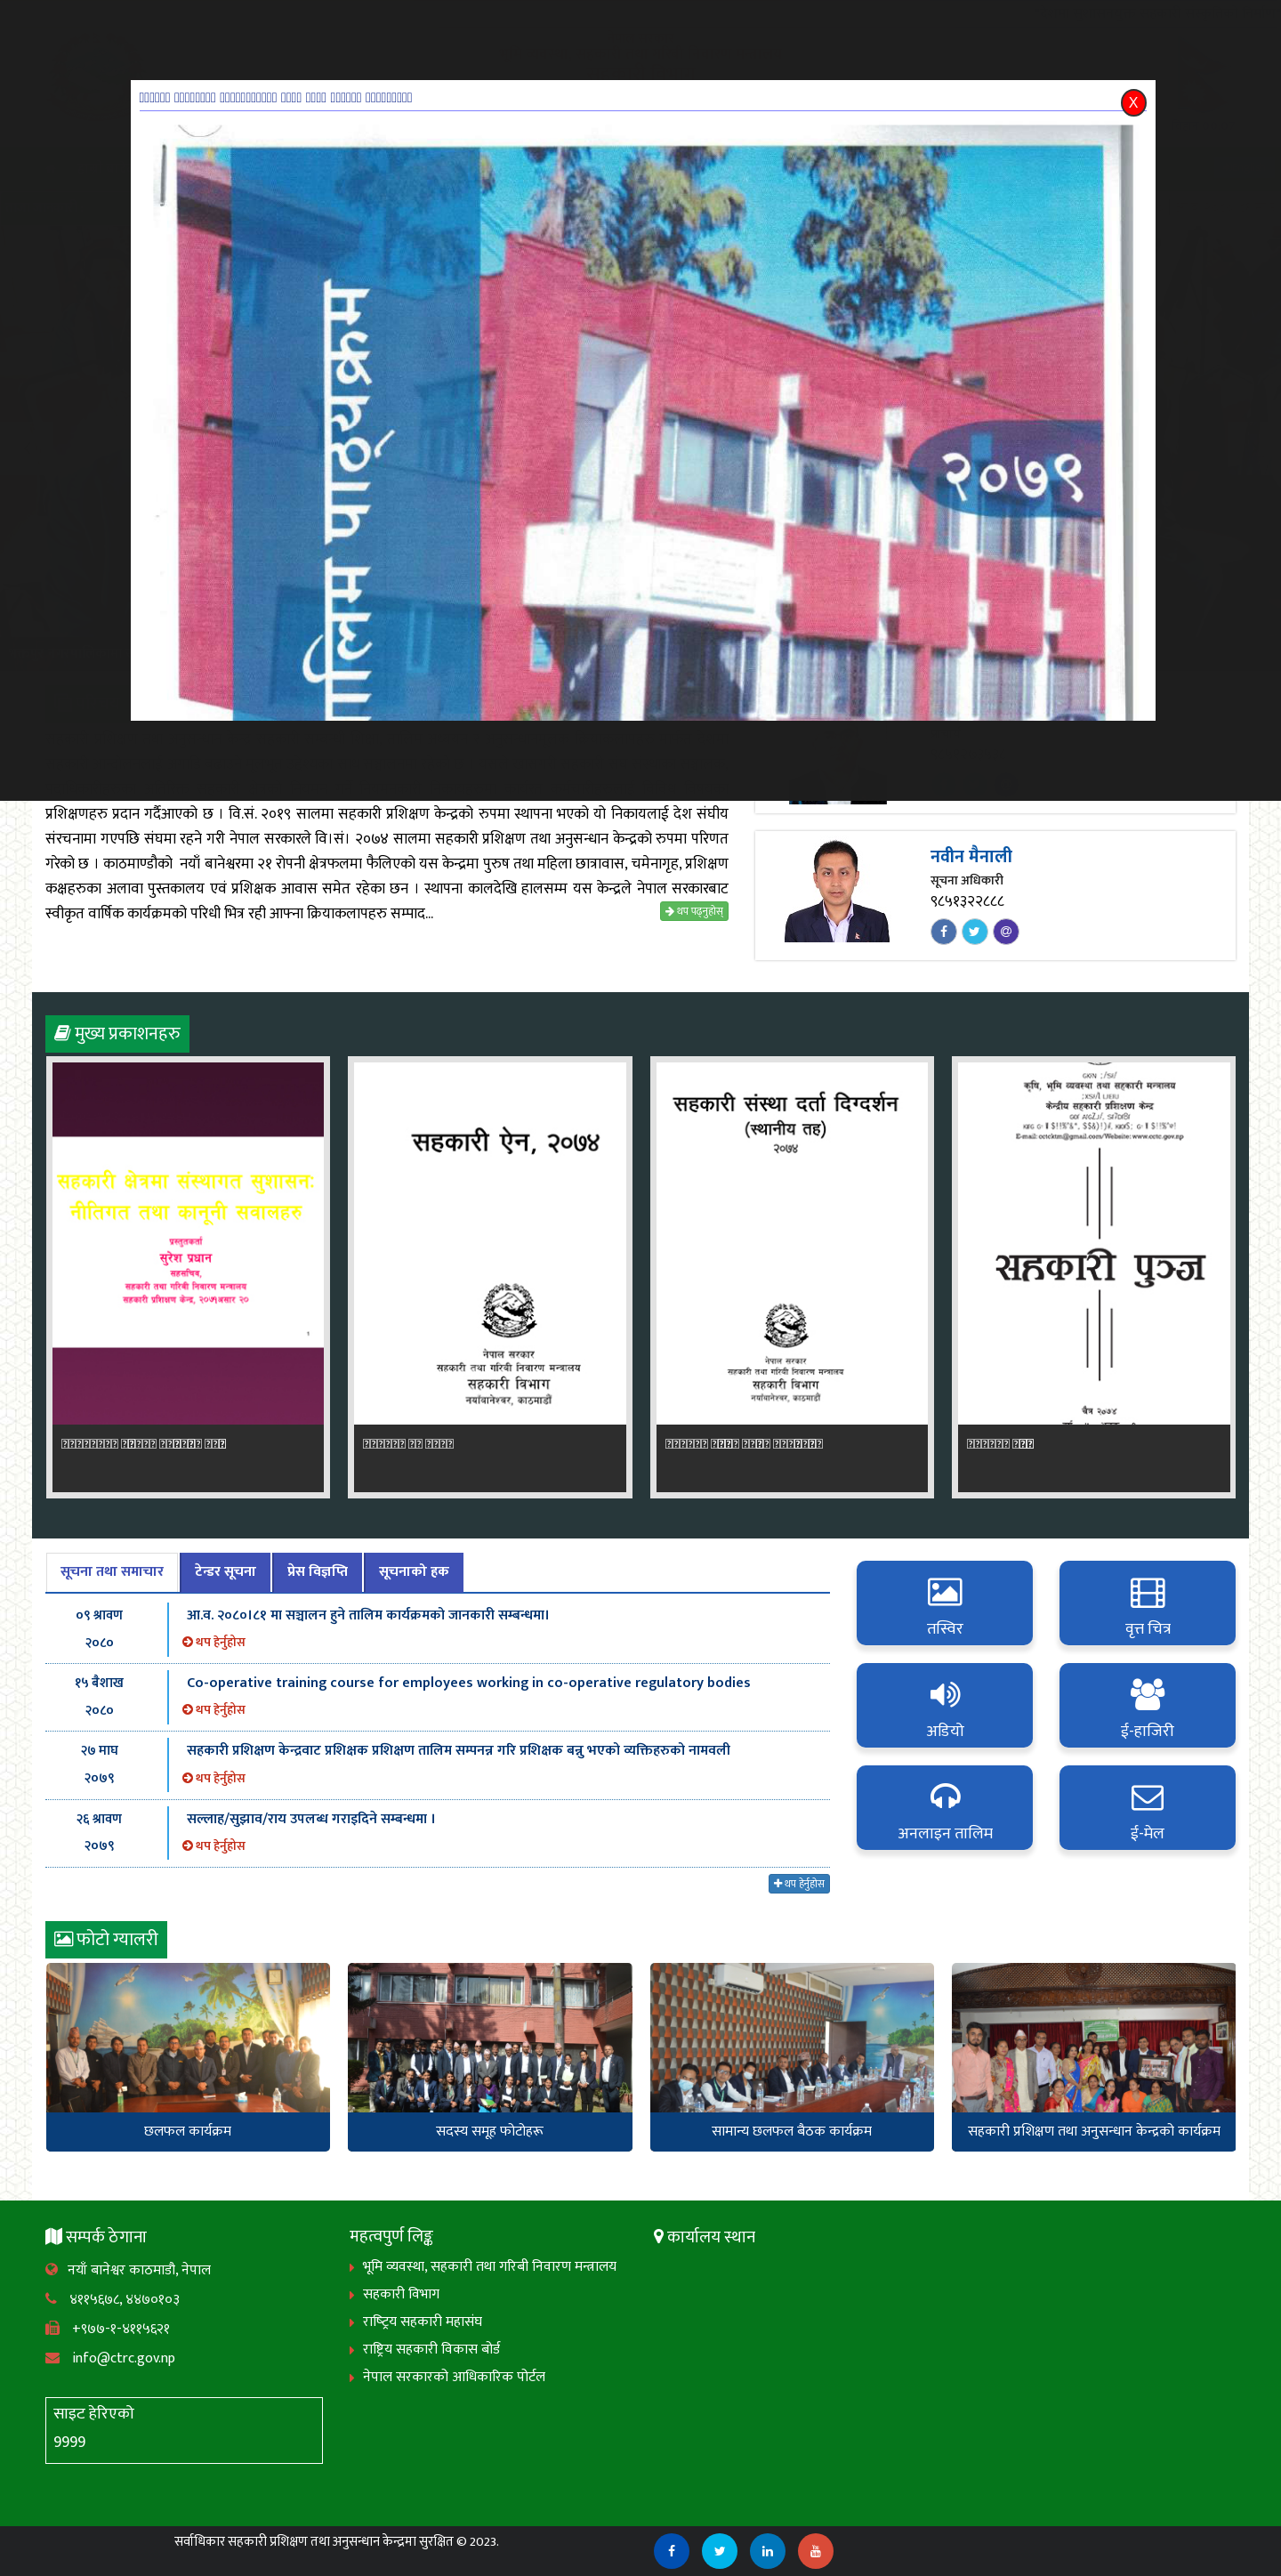 X
तालिम पाठ्यक्रम
२०७९
प्रशिक्षणहरु प्रदान गर्दैआएको छ । वि.सं. २०१९ सालमा सहकारी प्रशिक्षण केन्द्रको रुपमा स्थापना भएको यो निकायलाई देश संघीय
संरचनामा गएपछि संघमा रहने गरी नेपाल सरकारले वि।सं। २०७४ सालमा सहकारी प्रशिक्षण तथा अनुसन्धान केन्द्रको रुपमा परिणत
गरेको छ । काठमाण्डौको नयाँ बानेश्वरमा २१ रोपनी क्षेत्रफलमा फैलिएको यस केन्द्रमा पुरुष तथा महिला छात्रावास, चमेनागृह, प्रशिक्षण
कक्षहरुका अलावा पुस्तकालय एवं प्रशिक्षक आवास समेत रहेका छन । स्थापना कालदेखि हालसम्म यस केन्द्रले नेपाल सरकारबाट
स्वीकृत वार्षिक कार्यक्रमको परिधी भित्र रही आफ्ना क्रियाकलापहरु सम्पाद...
थप पढ्नुहोस्
नवीन मैनाली
सूचना अधिकारी
९८५१३२२८८८
मुख्य प्रकाशनहरु
सहकारी क्षेत्रमा संस्थागत सुशासनः
नीतिगत तथा कानूनी सवालहरु
प्रस्तुतकर्ता
सुरेश प्रधान
सहसचिव,
सहकारी तथा गरिबी निवारण मन्त्रालय
सहकारी प्रशिक्षण केन्द्र, २०७५असार २०
१
सहकारी ऐन, २०७४
नेपाल सरकार
सहकारी तथा गरिवी निवारण मन्त्रालय
सहकारी विभाग
नयाँवानेश्वर, काठमाडौं
सहकारी संस्था दर्ता दिग्दर्शन
(स्थानीय तह)
२०७४
नेपाल सरकार
सहकारी तथा गरिवी निवारण मन्त्रालय
सहकारी विभाग
नयाँवानेश्वर, काठमाडौं
कृषि, भूमि व्यवस्था तथा सहकारी मन्त्रालय
केन्द्रीय सहकारी प्रशिक्षण केन्द्र
E-mail: cctcktm@gmail.com/Website: www.cctc.gov.np
सहकारी पुञ्ज
चैत्र २०७४
सूचना तथा समाचार
टेन्डर सूचना
प्रेस विज्ञप्ति
सूचनाको हक
०९ श्रावण
२०८०
आ.व. २०८०।८१ मा सञ्चालन हुने तालिम कार्यक्रमको जानकारी सम्बन्धमा।
थप हेर्नुहोस
१५ बैशाख
२०८०
Co-operative training course for employees working in co-operative regulatory bodies
थप हेर्नुहोस
२७ माघ
२०७९
सहकारी प्रशिक्षण केन्द्रवाट प्रशिक्षक प्रशिक्षण तालिम सम्पनन्न गरि प्रशिक्षक बन्नु भएको व्यक्तिहरुको नामवली
थप हेर्नुहोस
२६ श्रावण
२०७९
सल्लाह/सुझाव/राय उपलब्ध गराइदिने सम्बन्धमा ।
थप हेर्नुहोस
थप हेर्नुहोस
तस्विर
वृत्त चित्र
अडियो
ई-हाजिरी
अनलाइन तालिम
ई-मेल
फोटो ग्यालरी
छलफल कार्यक्रम
सदस्य समूह फोटोहरू
सामान्य छलफल बैठक कार्यक्रम
सहकारी प्रशिक्षण तथा अनुसन्धान केन्द्रको कार्यक्रम
सम्पर्क ठेगाना
नयाँ बानेश्वर काठमाडौ, नेपाल
४११५६७८, ४४७०१०३
+९७७-१-४११५६२१
info@ctrc.gov.np
साइट हेरिएको
9999
महत्वपुर्ण लिङ्क
भूमि व्यवस्था, सहकारी तथा गरिबी निवारण मन्त्रालय
सहकारी विभाग
राष्ट्रिय सहकारी महासंघ
राष्ट्रिय सहकारी विकास बोर्ड
नेपाल सरकारको आधिकारिक पोर्टल
कार्यालय स्थान
सर्वाधिकार सहकारी प्रशिक्षण तथा अनुसन्धान केन्द्रमा सुरक्षित © 2023.